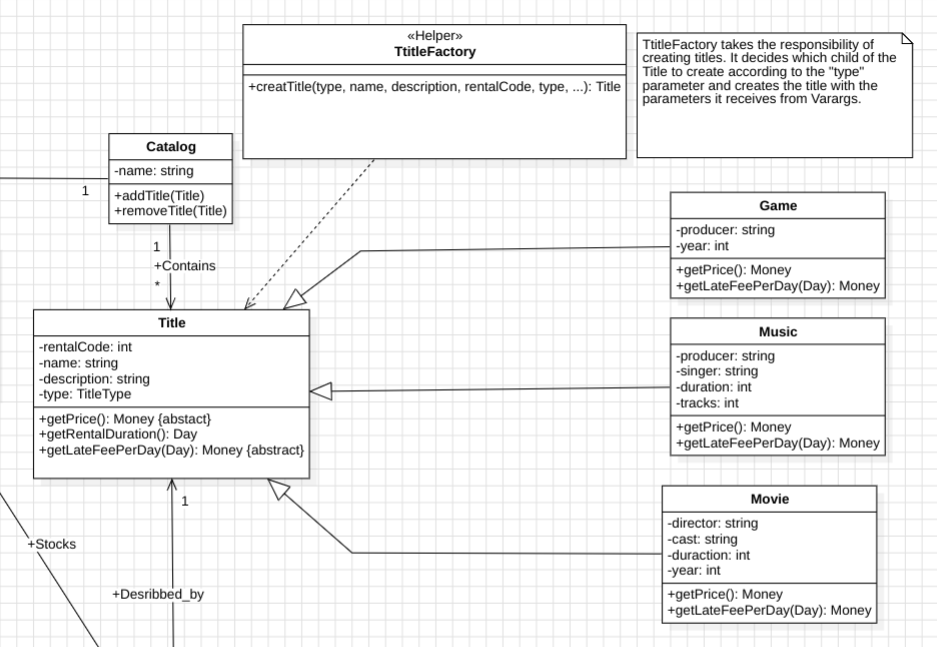 «Helper»
TtitleFactory
+creatTitle(type, name, description, rentalCode, type, ...): Title
TtitleFactory takes the responsibility of
creating titles. It decides which child of the
Title to create according to the "type"
parameter and creates the title with the
parameters it receives from Varargs.
Catalog
-name: string
+addTitle(Title)
+removeTitle(Title)
1
1
+Contains
*
Title
-rentalCode: int
-name: string
-description: string
-type: TitleType
+getPrice(): Money {abstact}
+getRentalDuration(): Day
+getLateFeePerDay(Day): Money {abstract}
1
+Stocks
+Desribbed_by
Game
-producer: string
-year: int
+getPrice(): Money
+getLateFeePerDay(Day): Money
Music
-producer: string
-singer: string
-duration: int
-tracks: int
+getPrice(): Money
+getLateFeePerDay(Day): Money
Movie
-director: string
-cast: string
-duraction: int
-year: int
+getPrice(): Money
+getLateFeePerDay(Day): Money